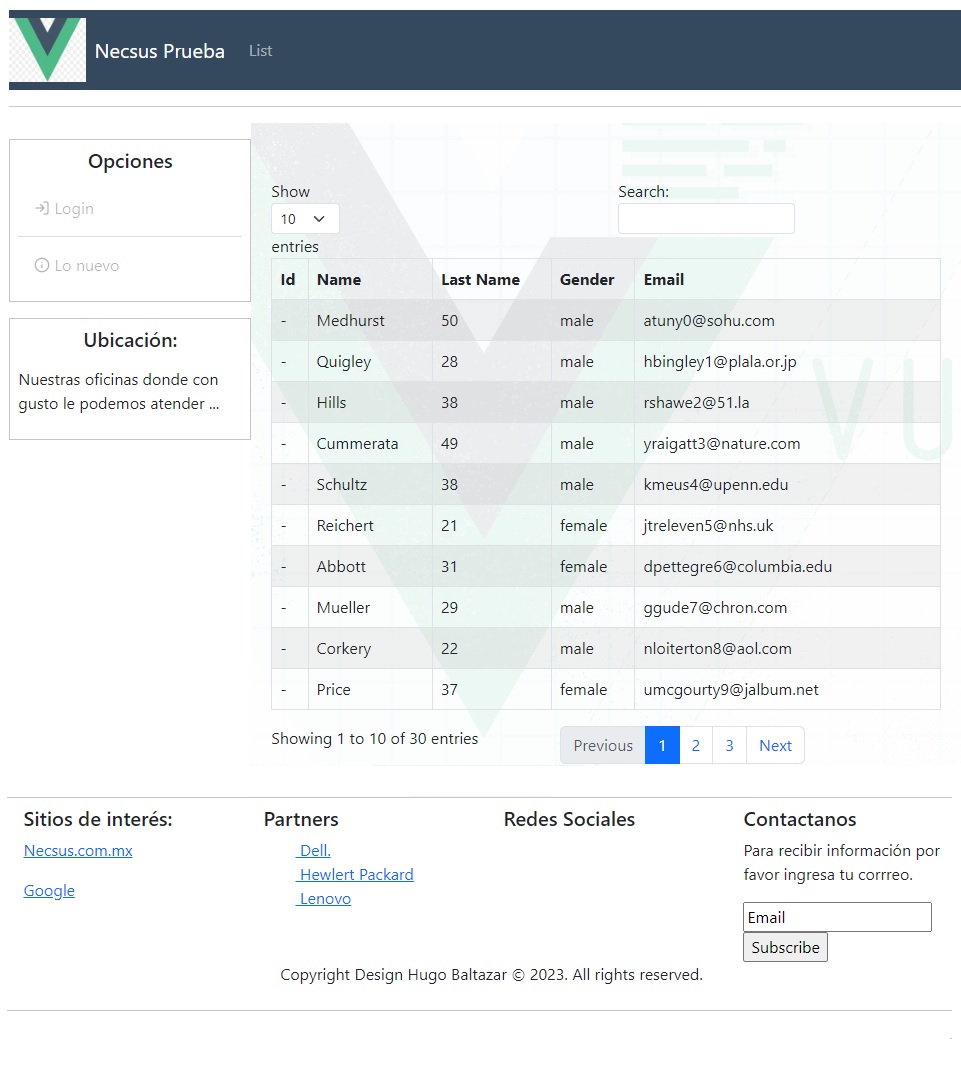 Necsus Prueba List
Opciones
Login
Lo nuevo
Ubicación:
Nuestras oficinas donde con
gusto le podemos atender ...
Show
10
entries
Search:
Id Name Last Name Gender Email
- Medhurst 50 male atuny0@sohu.com
- Quigley 28 male hbingley1@plala.or.jp
- Hills 38 male rshawe2@51.la
- Cummerata 49 male yraigatt3@nature.com
- Schultz 38 male kmeus4@upenn.edu
- Reichert 21 female jtreleven5@nhs.uk
- Abbott 31 female dpettegre6@columbia.edu
- Mueller 29 male ggude7@chron.com
- Corkery 22 male nloiterton8@aol.com
- Price 37 female umcgourty9@jalbum.net
VU
Showing 1 to 10 of 30 entries
Previous 1 2 3 Next
Sitios de interés:
Necsus.com.mx
Google
Partners
Dell.
Hewlert Packard
Lenovo
Redes Sociales
Contactanos
Para recibir información por
favor ingresa tu corrreo.
Email
Subscribe
Copyright Design Hugo Baltazar © 2023. All rights reserved.